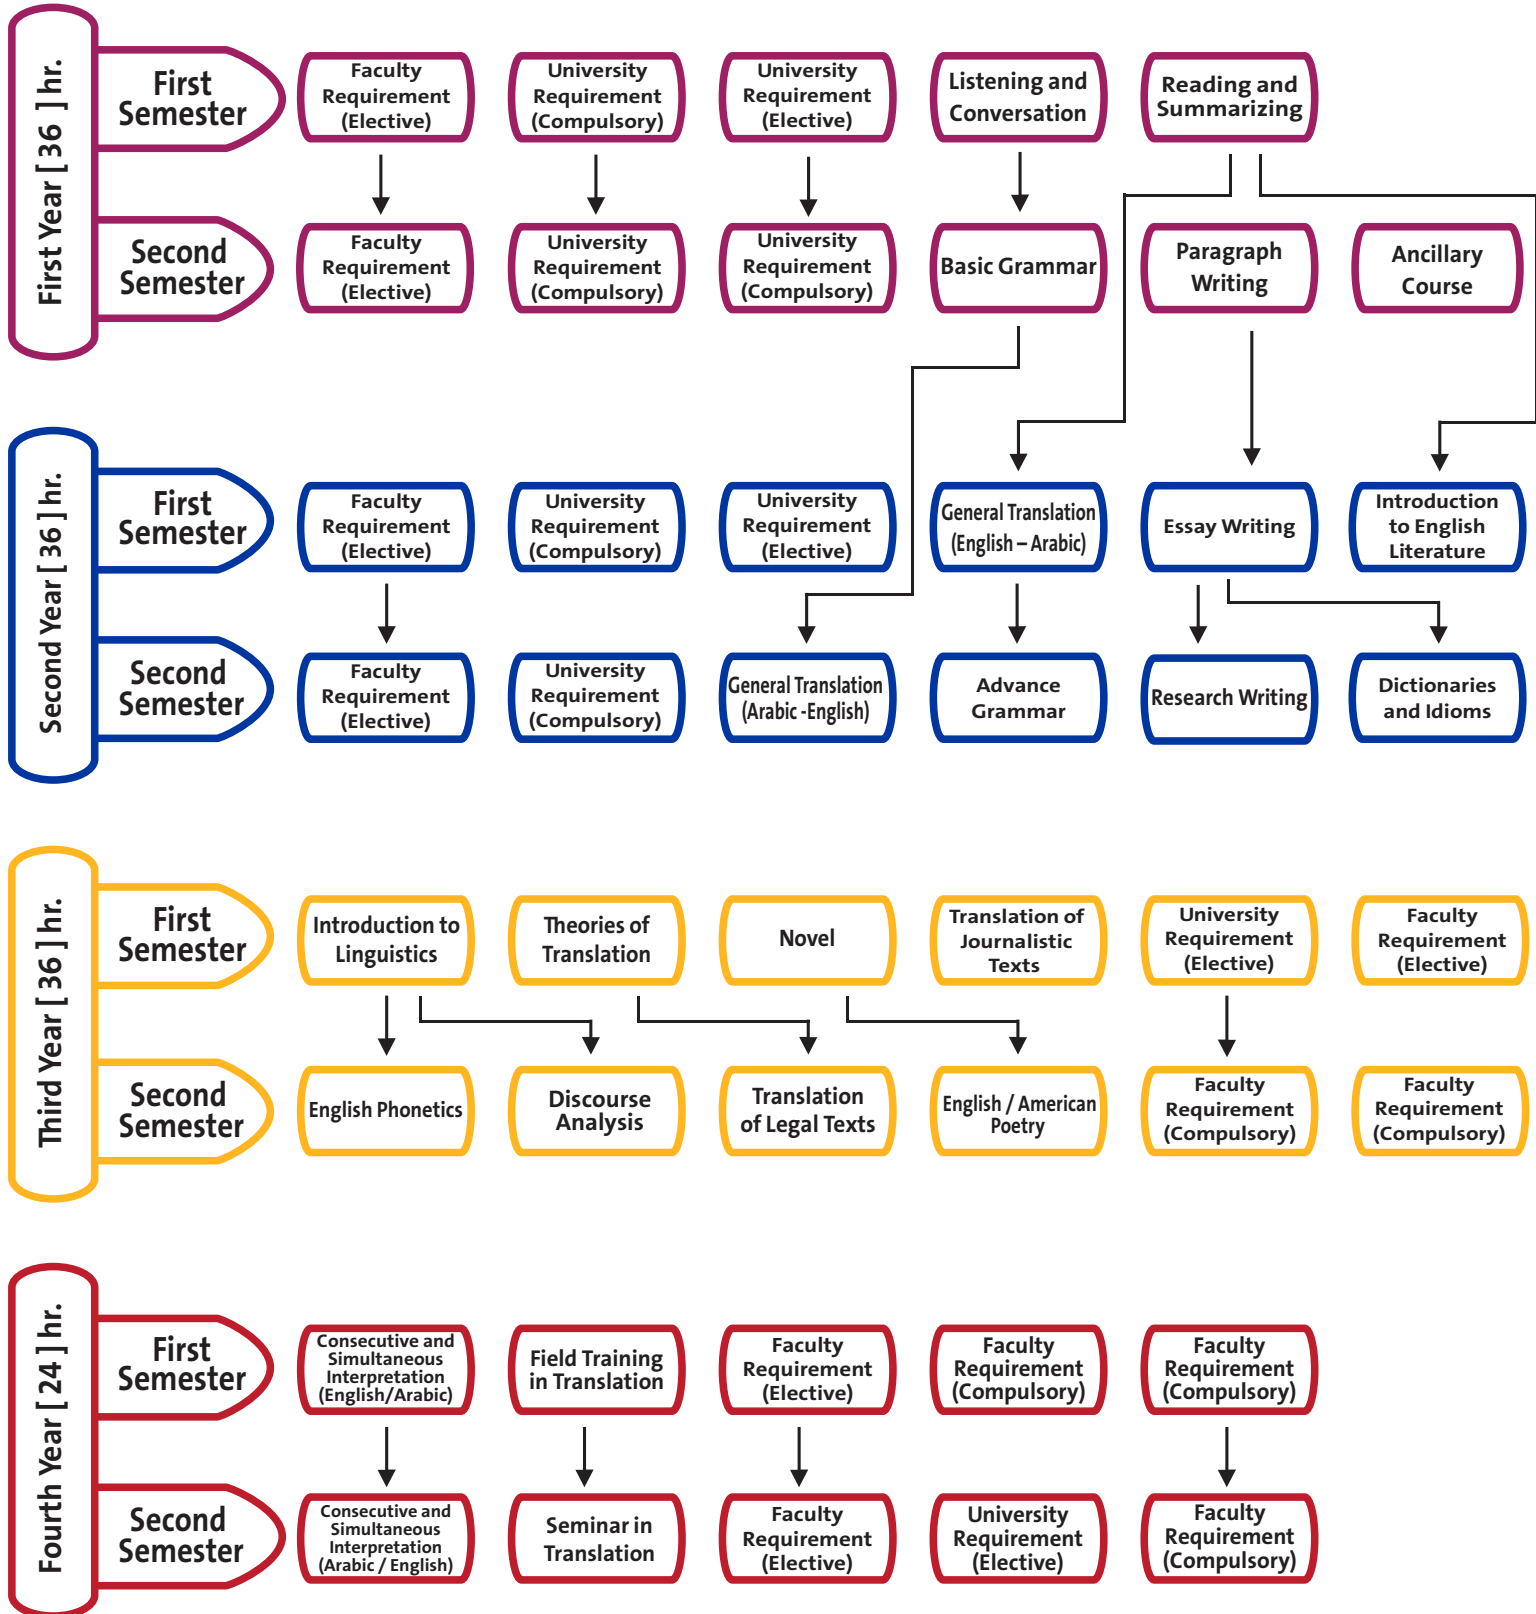 First Year [ 36 ] hr.
First
Semester
Faculty
Requirement
(Elective)
University
Requirement
(Compulsory)
University
Requirement
(Elective)
Listening and
Conversation
Reading and
Summarizing
Second
Semester
Faculty
Requirement
(Elective)
University
Requirement
(Compulsory)
University
Requirement
(Compulsory)
Basic Grammar
Paragraph
Writing
Ancillary
Course
Second Year [ 36 ] hr.
First
Semester
Faculty
Requirement
(Elective)
University
Requirement
(Compulsory)
University
Requirement
(Elective)
General Translation
(English – Arabic)
Essay Writing
Introduction
to English
Literature
Second
Semester
Faculty
Requirement
(Elective)
University
Requirement
(Compulsory)
General Translation
(Arabic -English)
Advance
Grammar
Research Writing
Dictionaries
and Idioms
Third Year [ 36 ] hr.
First
Semester
Introduction to
Linguistics
Theories of
Translation
Novel
Translation of
Journalistic
Texts
University
Requirement
(Elective)
Faculty
Requirement
(Elective)
Second
Semester
English Phonetics
Discourse
Analysis
Translation
of Legal Texts
English / American
Poetry
Faculty
Requirement
(Compulsory)
Faculty
Requirement
(Compulsory)
Fourth Year [ 24 ] hr.
First
Semester
Consecutive and
Simultaneous
Interpretation
(English/Arabic)
Field Training
in Translation
Faculty
Requirement
(Elective)
Faculty
Requirement
(Compulsory)
Faculty
Requirement
(Compulsory)
Second
Semester
Consecutive and
Simultaneous
Interpretation
(Arabic / English)
Seminar in
Translation
Faculty
Requirement
(Elective)
University
Requirement
(Elective)
Faculty
Requirement
(Compulsory)